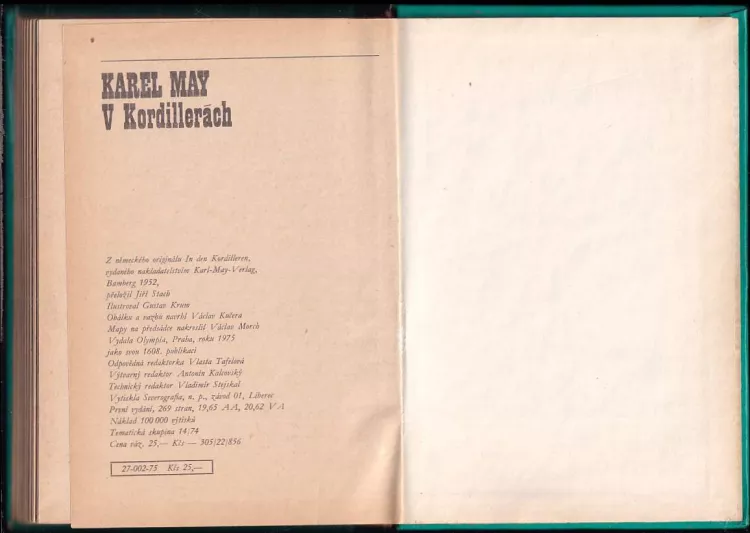 KAREL MAY
V Kordillerách
Z německého originálu In den Kordilleren,
vydaného nakladatelstvím Karl-May-Verlag,
Bamberg 1952,
přeložil Jiří Stach
Ilustroval Gustav Krum
Obálku a vazbu navrhl Václav Kučera
Mapy na předsádce nakreslil Václav Morch
Vydala Olympia, Praha, roku 1975
jako svou 1608. publikaci
Odpovědná redaktorka Vlasta Tafelová
Výtvarný redaktor Antonín Kalovský
Technický redaktor Vladimír Stejskal
Vytiskla Severografia, n. p., závod 01, Liberec
První vydání, 269 stran, 19,65 AA, 20,62 VA
Náklad 100 000 výtisků
Tematická skupina 14/74
Cena váz. 25,— Kčs — 305/22/856
27-002-75 Kčs 25,—